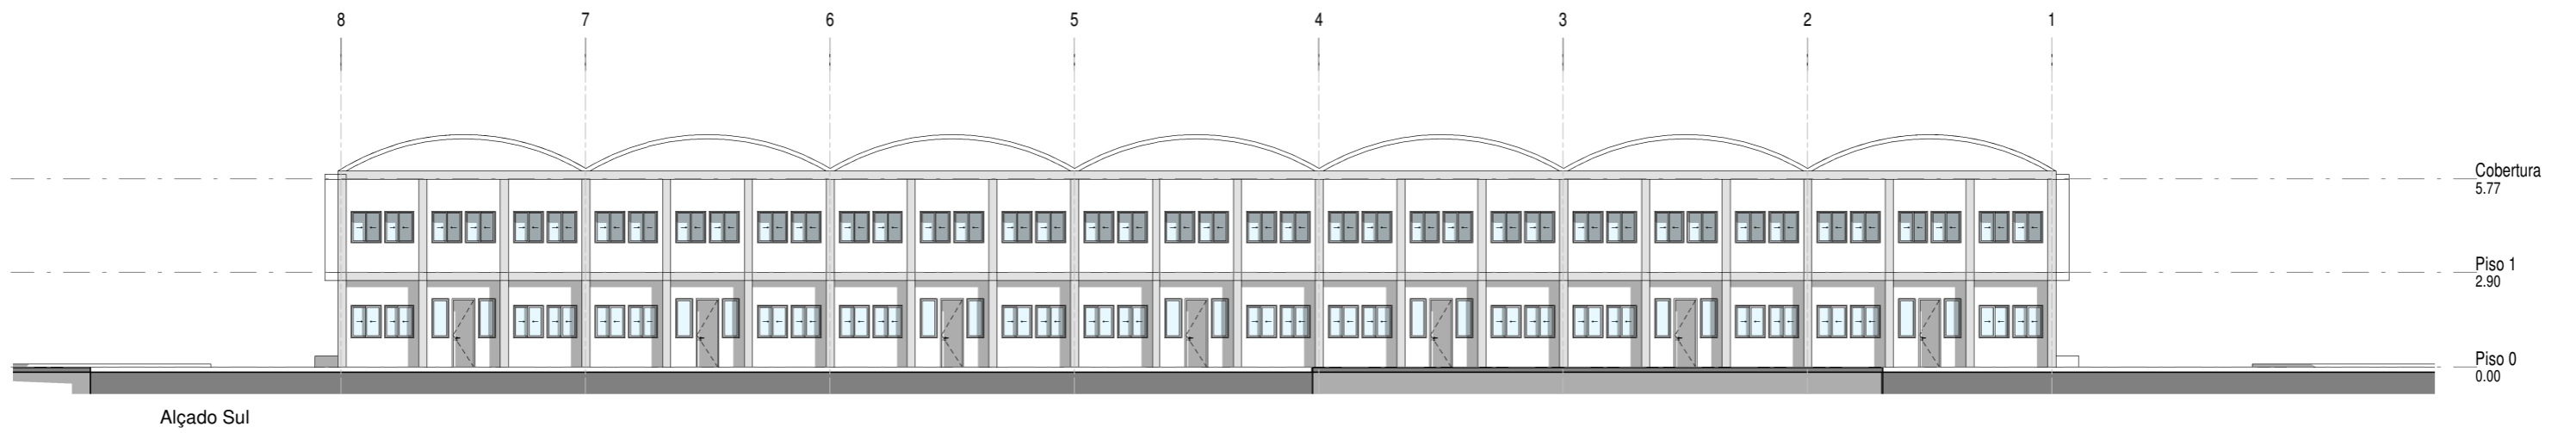 8 7 6 5 4 3 2 1
Cobertura
5.77
Piso 1
2.90
Piso 0
0.00
Alçado Sul